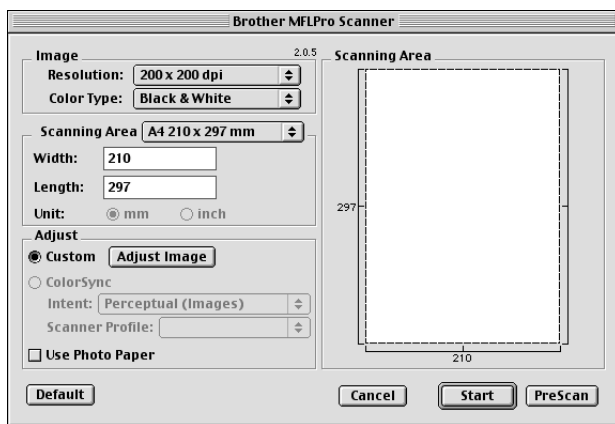 Brother MFLPro Scanner
Image 2.0.5
Resolution: 200 x 200 dpi
Color Type: Black & White
Scanning Area A4 210 x 297 mm
Width: 210
Length: 297
Unit: mm inch
Adjust
Custom Adjust Image
ColorSync
Intent: Perceptual (Images)
Scanner Profile:
Use Photo Paper
Scanning Area
297
210
Default Cancel Start PreScan